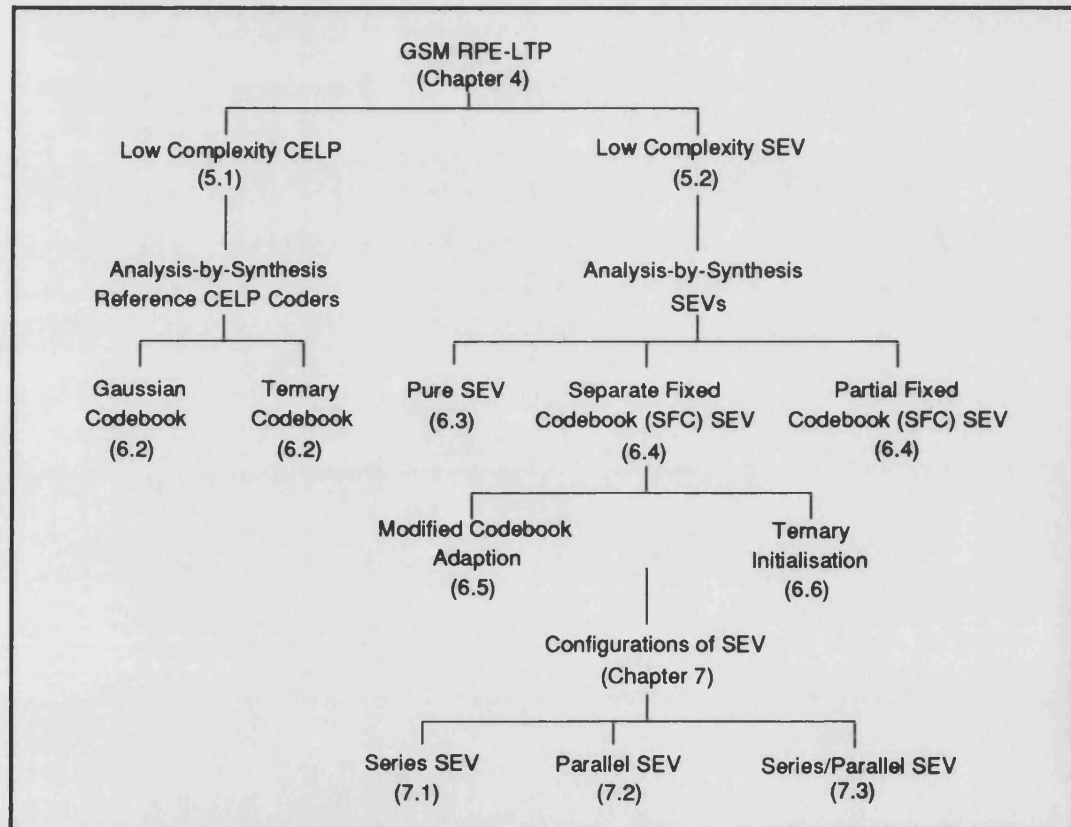 GSM RPE-LTP
(Chapter 4)
Low Complexity CELP
(5.1)
Low Complexity SEV
(5.2)
Analysis-by-Synthesis
Reference CELP Coders
Analysis-by-Synthesis
SEVs
Gaussian
Codebook
(6.2)
Ternary
Codebook
(6.2)
Pure SEV
(6.3)
Separate Fixed
Codebook (SFC) SEV
(6.4)
Partial Fixed
Codebook (SFC) SEV
(6.4)
Modified Codebook
Adaption
(6.5)
Ternary
Initialisation
(6.6)
Configurations of SEV
(Chapter 7)
Series SEV
(7.1)
Parallel SEV
(7.2)
Series/Parallel SEV
(7.3)